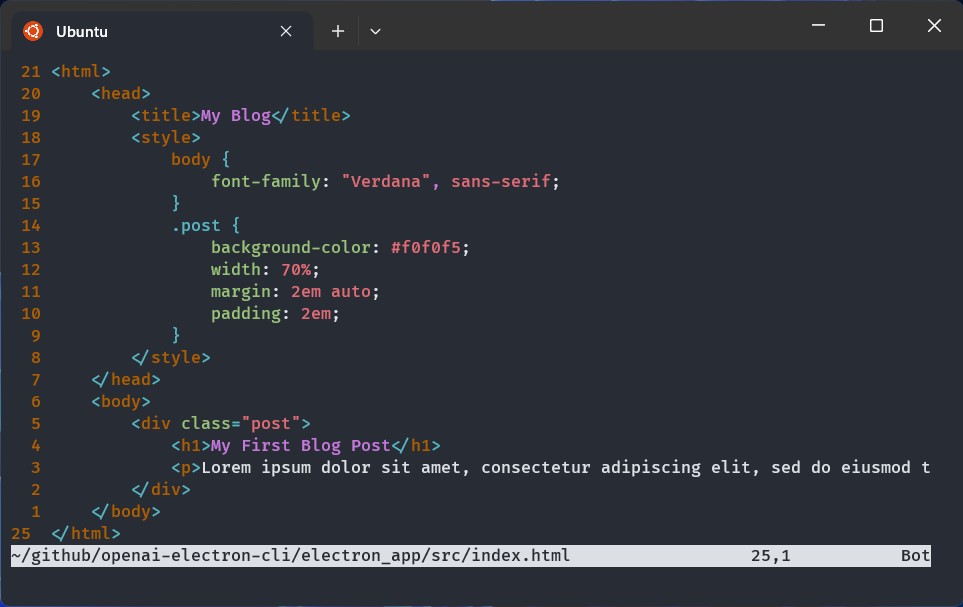 Ubuntu
21 <html>
20     <head>
19         <title>My Blog</title>
18         <style>
17             body {
16                 font-family: "Verdana", sans-serif;
15             }
14             .post {
13                 background-color: #f0f0f5;
12                 width: 70%;
11                 margin: 2em auto;
10                 padding: 2em;
9             }
8         </style>
7     </head>
6     <body>
5         <div class="post">
4             <h1>My First Blog Post</h1>
3             <p>Lorem ipsum dolor sit amet, consectetur adipiscing elit, sed do eiusmod t
2         </div>
1     </body>
25 </html>
~/github/openai-electron-cli/electron_app/src/index.html 25,1 Bot